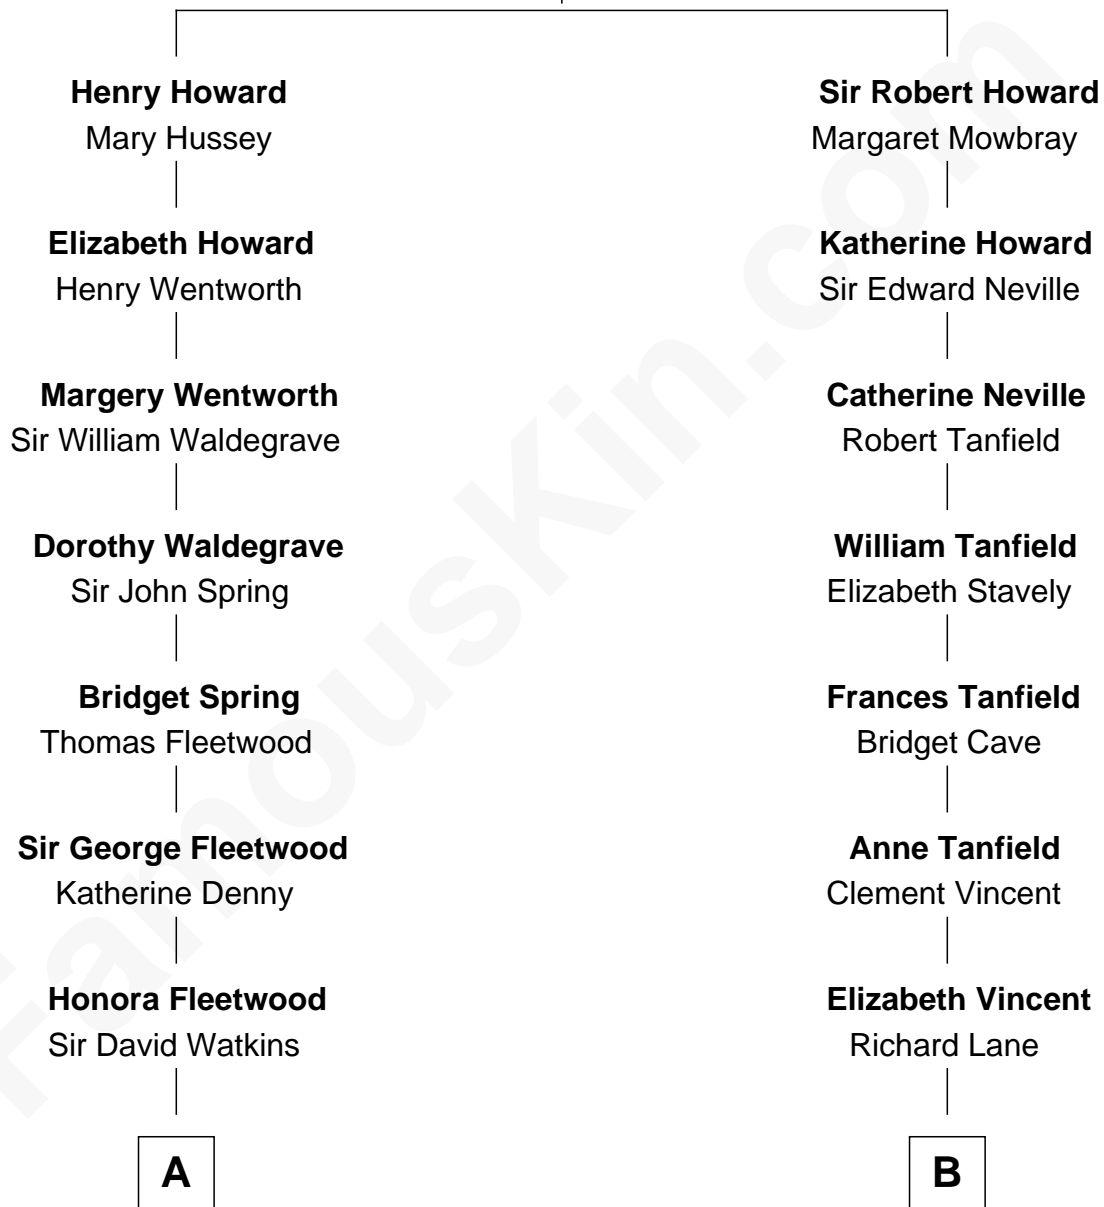 Henry Howard
Mary Hussey
Sir Robert Howard
Margaret Mowbray
Elizabeth Howard
Henry Wentworth
Katherine Howard
Sir Edward Neville
Margery Wentworth
Sir William Waldegrave
Catherine Neville
Robert Tanfield
Dorothy Waldegrave
Sir John Spring
William Tanfield
Elizabeth Stavely
Bridget Spring
Thomas Fleetwood
Frances Tanfield
Bridget Cave
Sir George Fleetwood
Katherine Denny
Anne Tanfield
Clement Vincent
Honora Fleetwood
Sir David Watkins
Elizabeth Vincent
Richard Lane
A
B
FamousKin.com